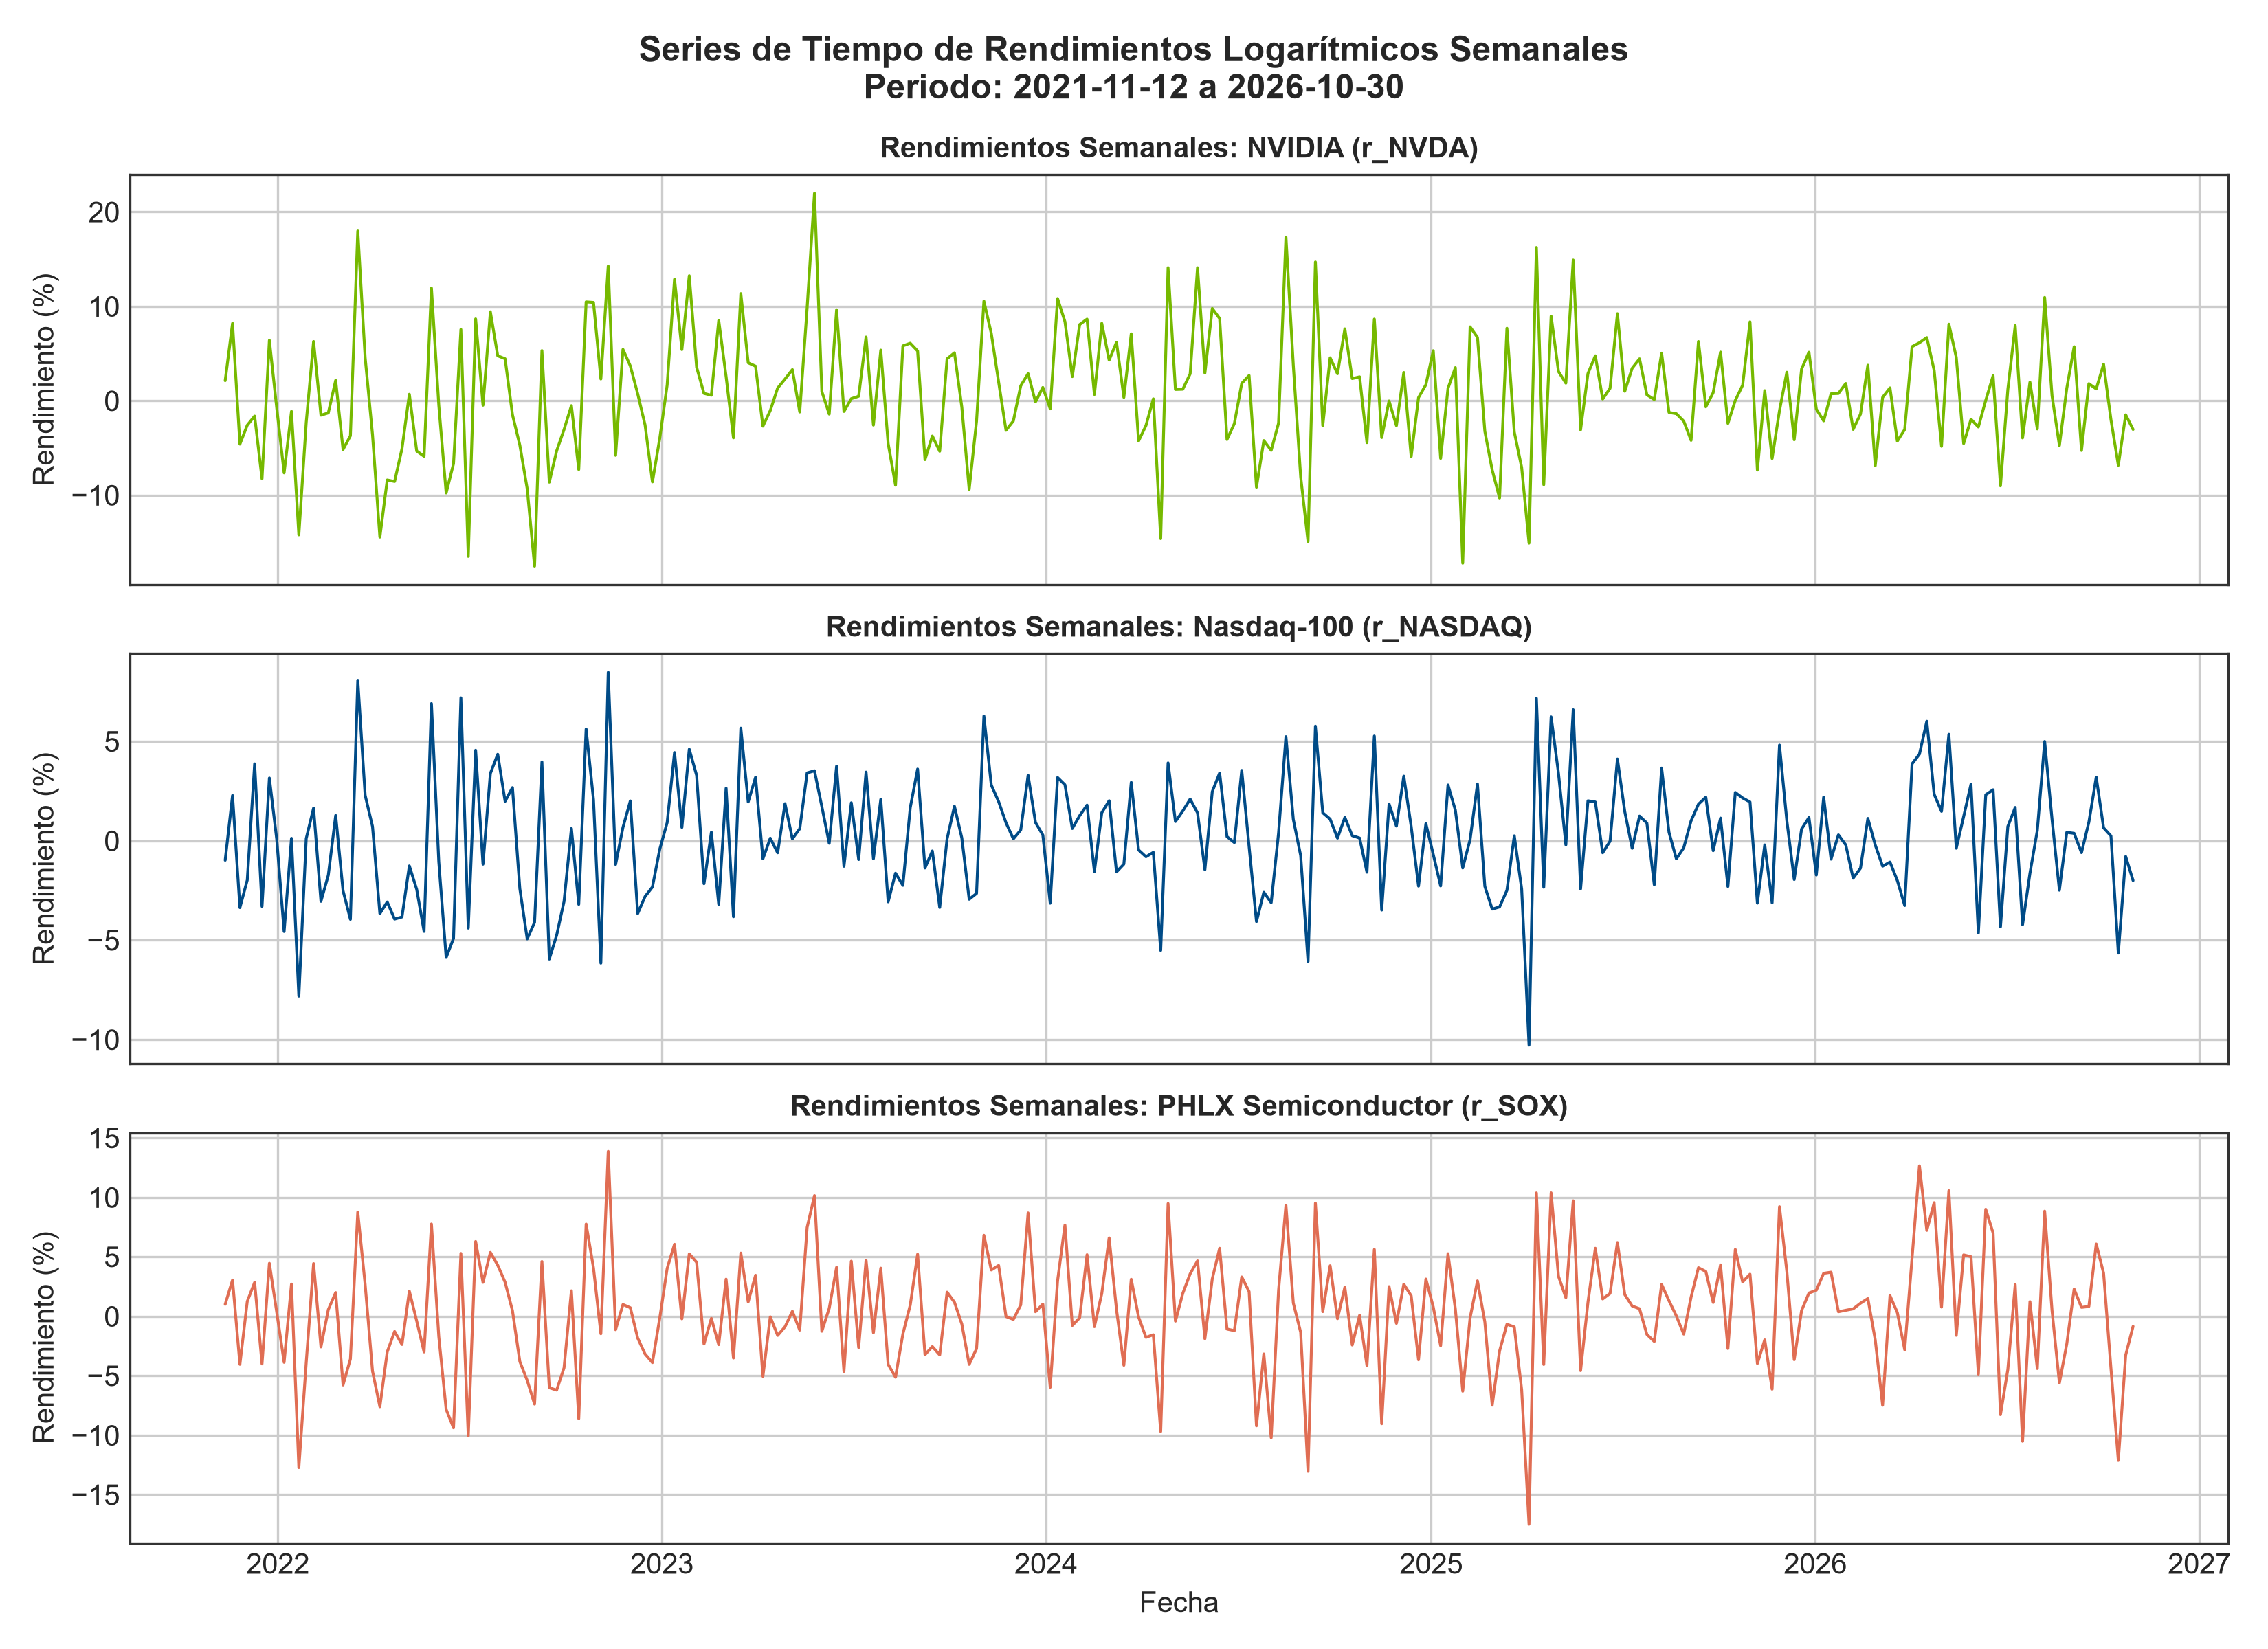 Series de Tiempo de Rendimientos Logarítmicos Semanales
Periodo: 2021-11-12 a 2026-10-30
Rendimientos Semanales: NVIDIA (r_NVDA)
Rendimiento (%)
20
10
0
−10
Rendimientos Semanales: Nasdaq-100 (r_NASDAQ)
Rendimiento (%)
5
0
−5
−10
Rendimientos Semanales: PHLX Semiconductor (r_SOX)
Rendimiento (%)
15
10
5
0
−5
−10
−15
2022 2023 2024 2025 2026 2027
Fecha